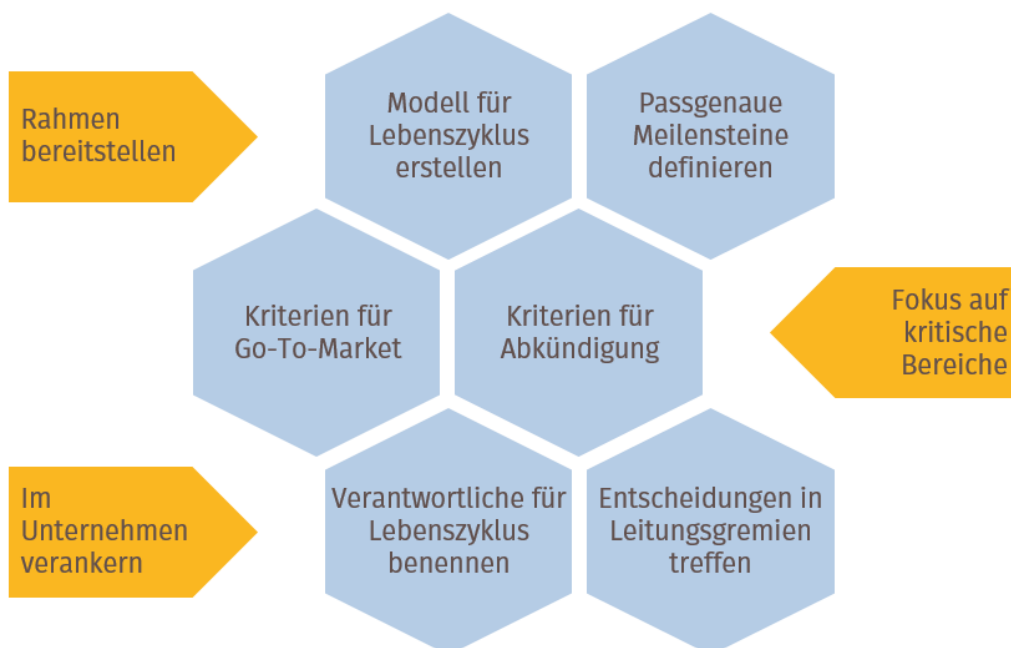 Rahmen
bereitstellen
Modell für
Lebenszyklus
erstellen
Passgenaue
Meilensteine
definieren
Kriterien für
Go-To-Market
Kriterien für
Abkündigung
Fokus auf
kritische
Bereiche
Im
Unternehmen
verankern
Verantwortliche für
Lebenszyklus
benennen
Entscheidungen in
Leitungsgremien
treffen